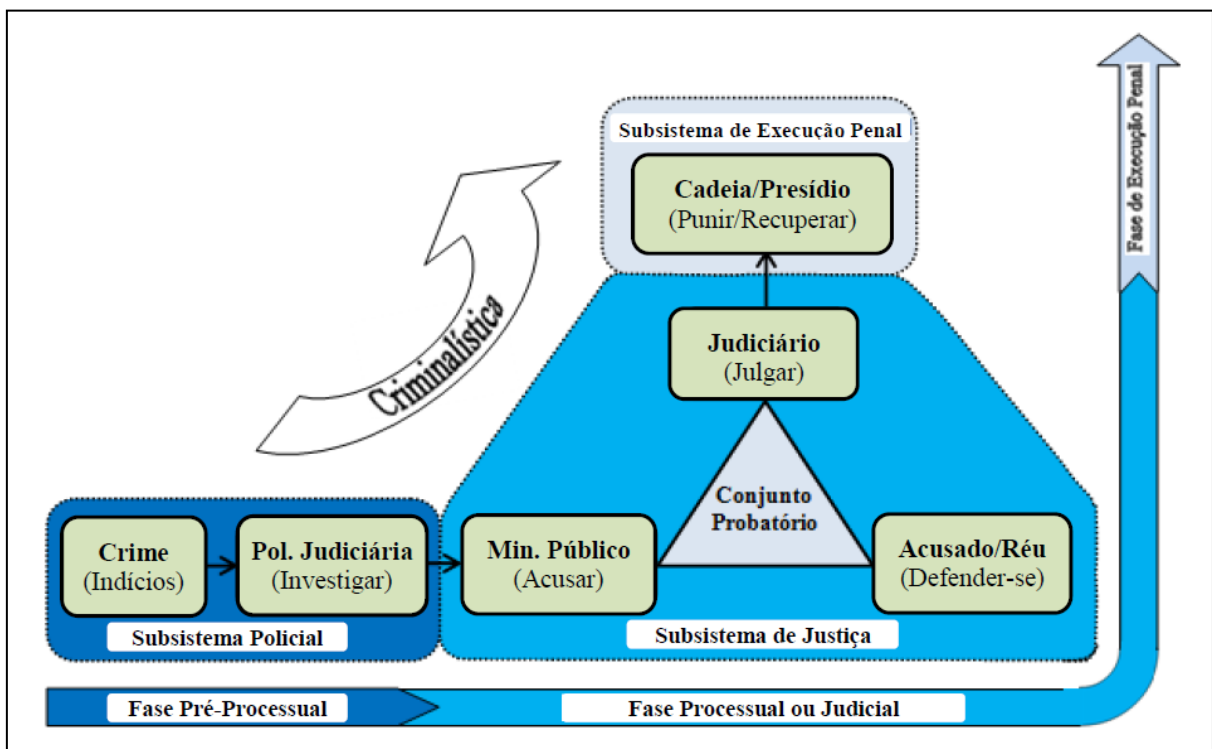 Subsistema de Execução Penal
Cadeia/Presídio
(Punir/Recuperar)
Fase de Execução Penal
Criminalística
Judiciário
(Julgar)
Conjunto
Probatório
Crime
(Indícios)
Pol. Judiciária
(Investigar)
Min. Público
(Acusar)
Acusado/Réu
(Defender-se)
Subsistema Policial
Subsistema de Justiça
Fase Pré-Processual
Fase Processual ou Judicial